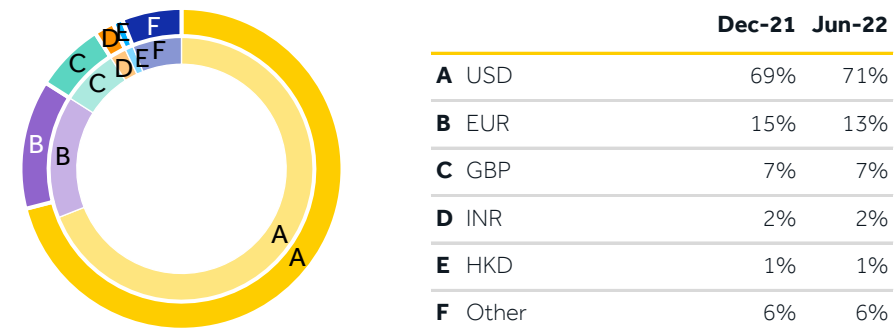 D E F
C D E F
C
B B
A
A
Dec-21 Jun-22
A USD 69% 71%
B EUR 15% 13%
C GBP 7% 7%
D INR 2% 2%
E HKD 1% 1%
F Other 6% 6%